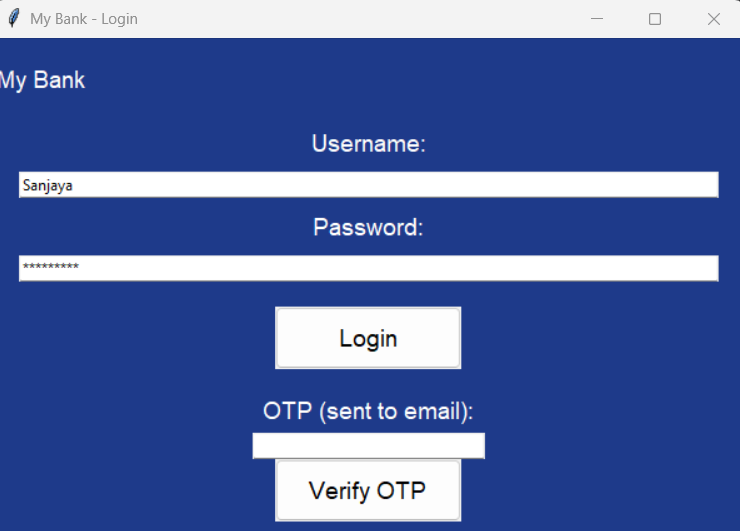 My Bank - Login
My Bank
Username:
Sanjaya
Password:
*********
Login
OTP (sent to email):
Verify OTP